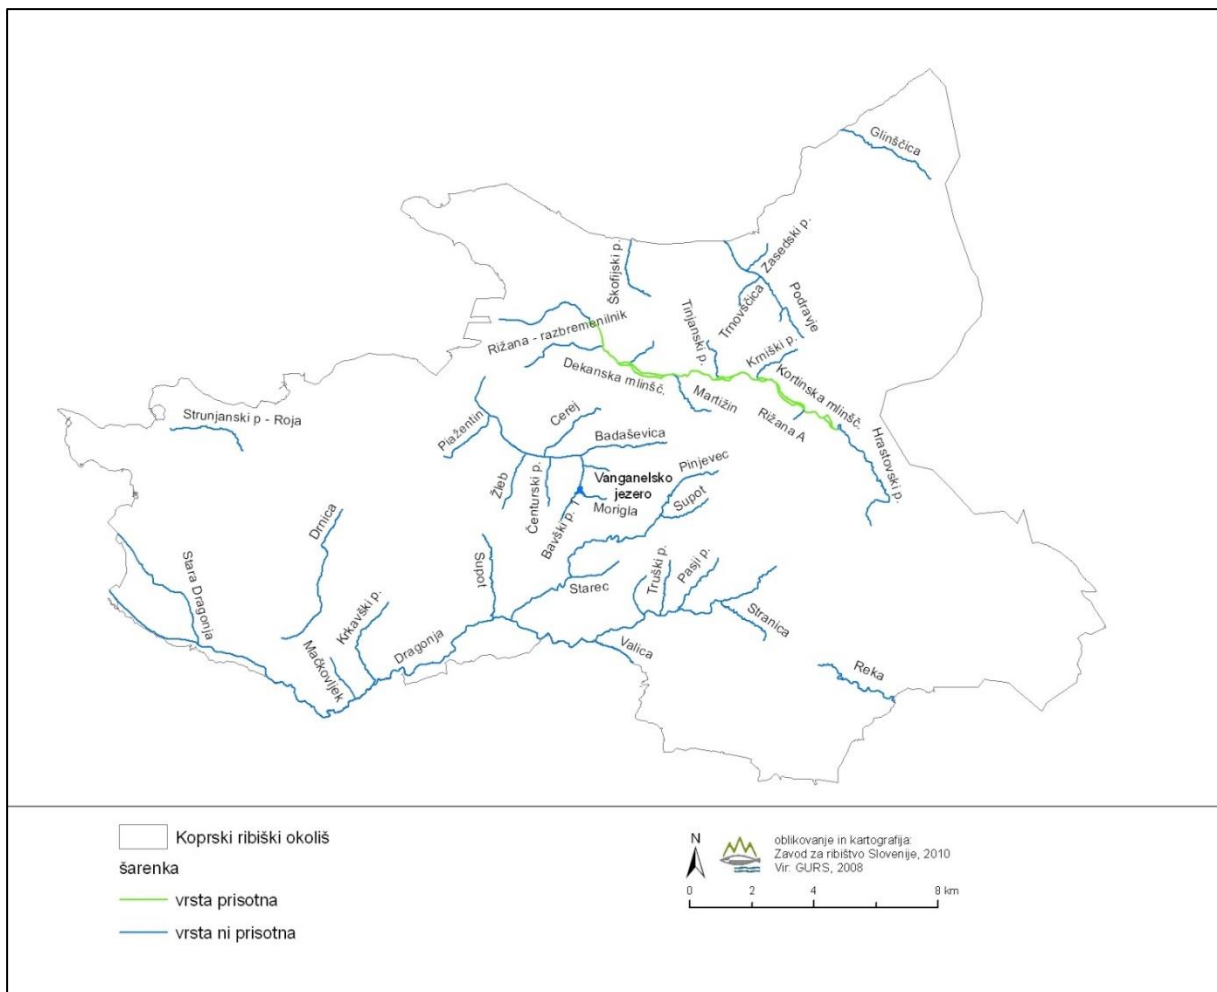 Glinščica
Zasedski p.
Škofijski p.
Podravje
Trnovščica
Tinjanski p.
Rižana - razbremenilnik
Krniški p.
Dekanska mlinšč.
Kortinska mlinšč.
Martižin
Rižana A
Strunjanski p - Roja
Cerej
Piažentin
Badaševica
Hrastovski p.
Pinjevec
Žleb
Čenturski p.
Vanganelsko
jezero
Supot
Morigla
Bavški p. 1
Drnica
Supot
Truški p.
Pasji p.
Starec
Stara Dragonja
Krkavški p.
Stranica
Dragonja
Valica
Mačkovljek
Reka
Koprski ribiški okoliš
šarenka
vrsta prisotna
vrsta ni prisotna
N
oblikovanje in kartografija:
Zavod za ribištvo Slovenije, 2010
Vir: GURS, 2008
0 2 4 8 km